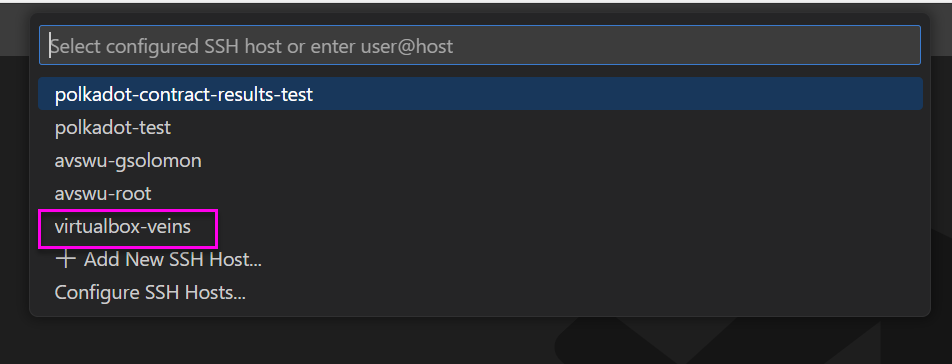 Select configured SSH host or enter user@host
polkadot-contract-results-test
polkadot-test
avswu-gsolomon
avswu-root
virtualbox-veins
Add New SSH Host...
Configure SSH Hosts...